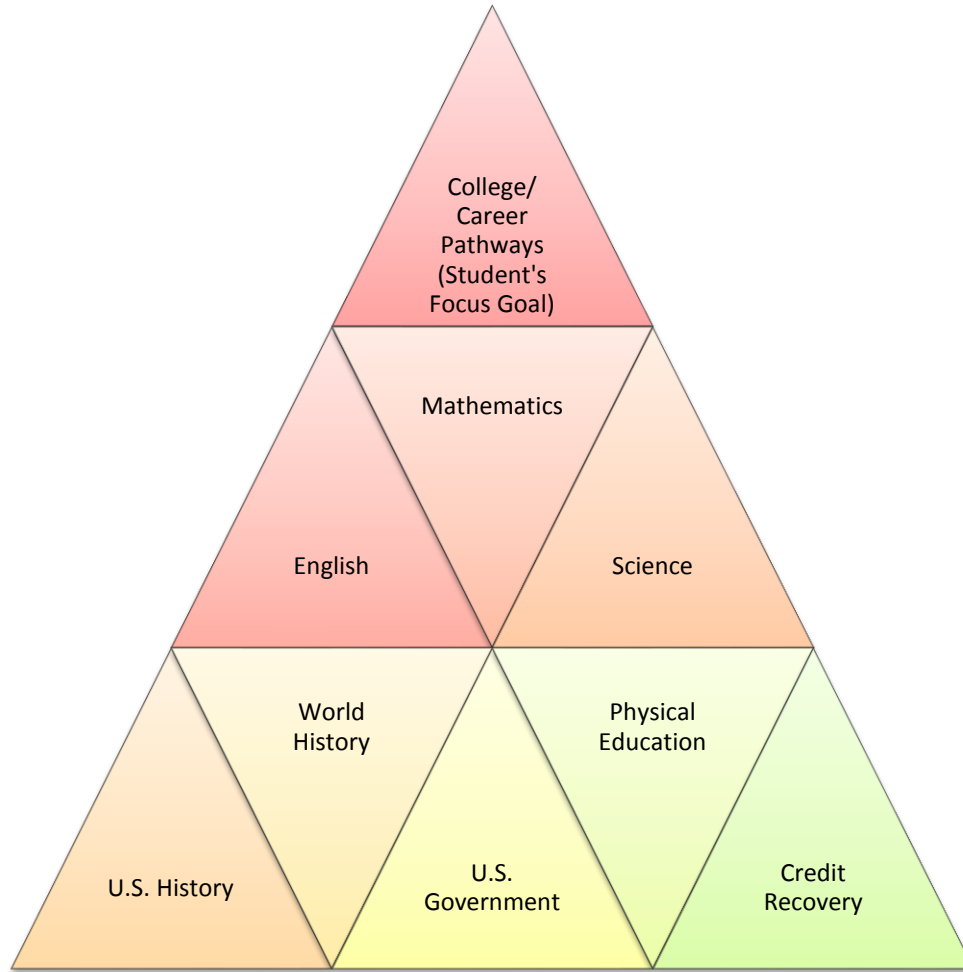 College/
Career
Pathways
(Student's
Focus Goal)
Mathematics
English
Science
World
History
Physical
Education
U.S. History
U.S.
Government
Credit
Recovery